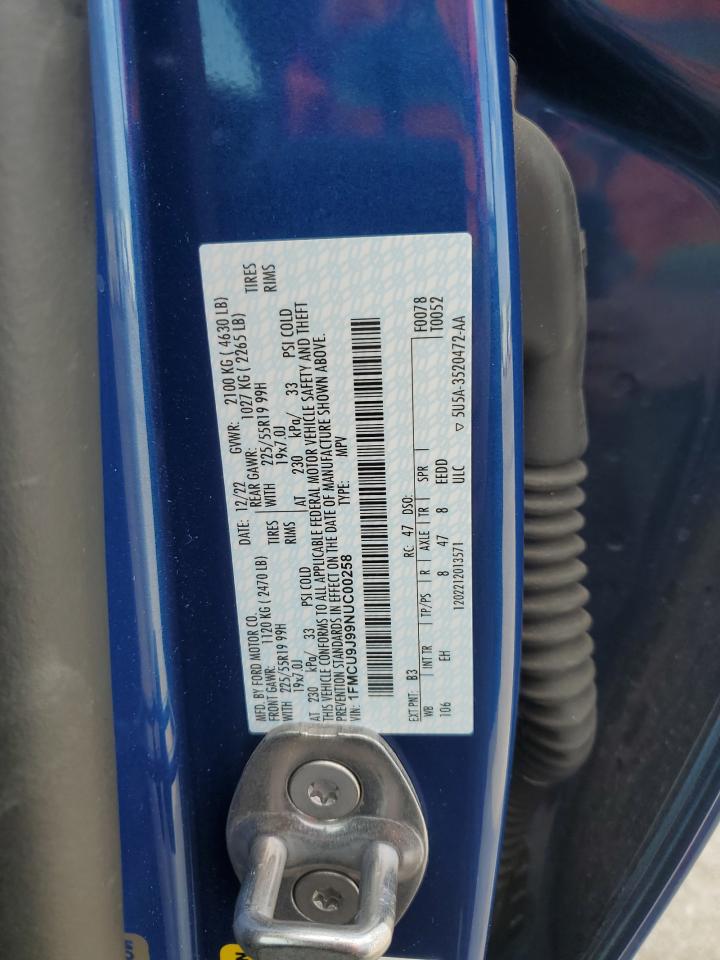 MFD. BY FORD MOTOR CO. DATE: 12/22 GVWR: 2100 KG ( 4630 LB)
FRONT GAWR: 1120 KG ( 2470 LB) REAR GAWR: 1027 KG ( 2265 LB)
WITH 225/55R19 99H TIRES WITH 225/55R19 99H TIRES
19x7.0J RIMS 19x7.0J RIMS
AT 230 kPa/ 33 PSI COLD AT 230 kPa/ 33 PSI COLD
THIS VEHICLE CONFORMS TO ALL APPLICABLE FEDERAL MOTOR VEHICLE SAFETY AND THEFT
PREVENTION STANDARDS IN EFFECT ON THE DATE OF MANUFACTURE SHOWN ABOVE.
VIN: 1FMCU9J99NUC00258 TYPE: MPV
EXT PNT: B3 RC: 47 DSO: F0078
WB INT TR TP/PS R AXLE TR SPR T0052
106 EH 8 47 8 EEDD
1202212013571 ULC ▽ 5U5A-3520472-AA